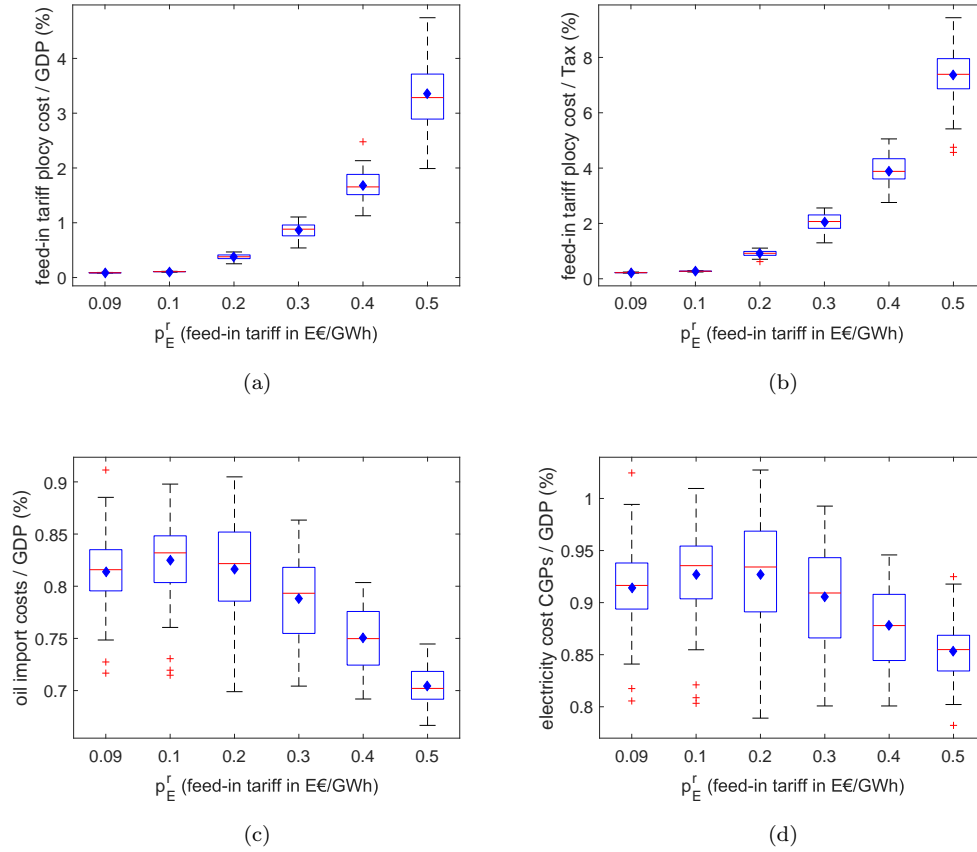 feed-in tariff plocy cost / GDP (%)
4
3
2
1
0
0.09 0.1 0.2 0.3 0.4 0.5
p_E^r (feed-in tariff in E€/GWh)
(a)
feed-in tariff plocy cost / Tax (%)
8
6
4
2
0
0.09 0.1 0.2 0.3 0.4 0.5
p_E^r (feed-in tariff in E€/GWh)
(b)
oil import costs / GDP (%)
0.9
0.85
0.8
0.75
0.7
0.09 0.1 0.2 0.3 0.4 0.5
p_E^r (feed-in tariff in E€/GWh)
(c)
electricity cost CGPs / GDP (%)
1
0.95
0.9
0.85
0.8
0.09 0.1 0.2 0.3 0.4 0.5
p_E^r (feed-in tariff in E€/GWh)
(d)